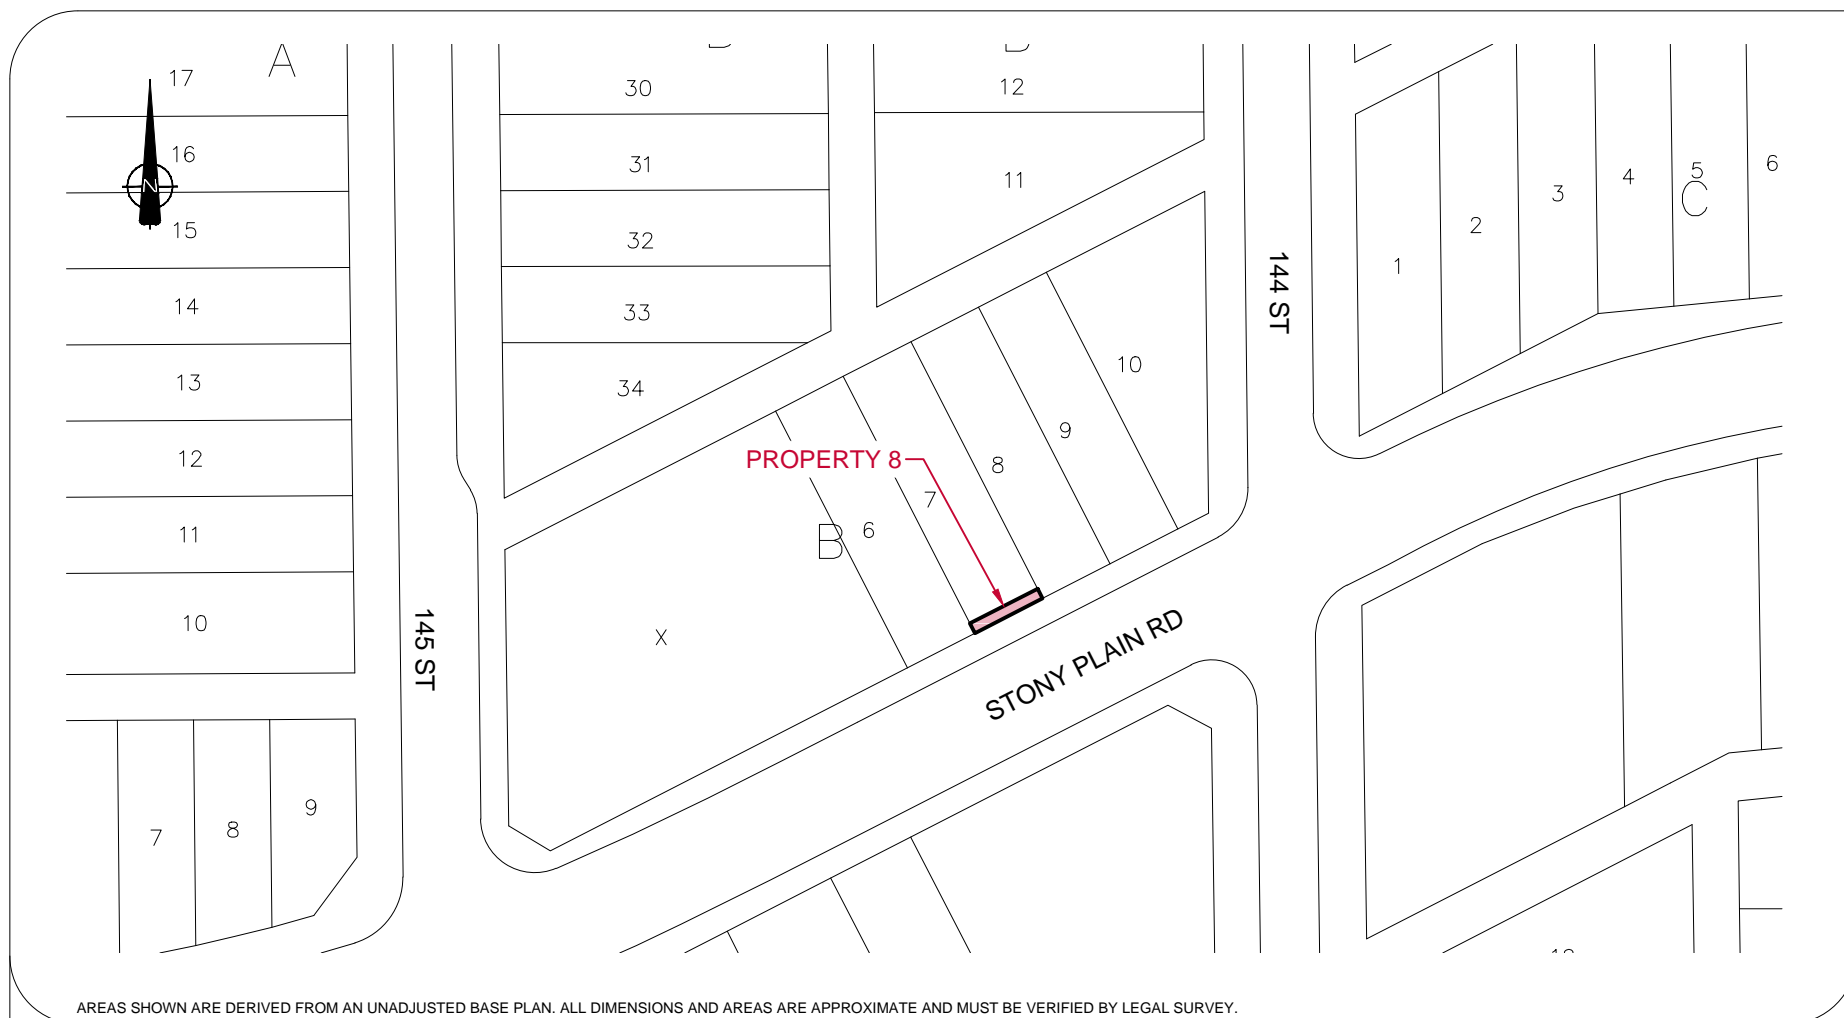 A
17
30
12
16
31
11
N
15
32
1
2
3
4
5
C
6
14
33
144 ST
13
34
10
12
PROPERTY 8
8
9
7
11
B
6
10
145 ST
X
STONY PLAIN RD
7
8
9
AREAS SHOWN ARE DERIVED FROM AN UNADJUSTED BASE PLAN. ALL DIMENSIONS AND AREAS ARE APPROXIMATE AND MUST BE VERIFIED BY LEGAL SURVEY.